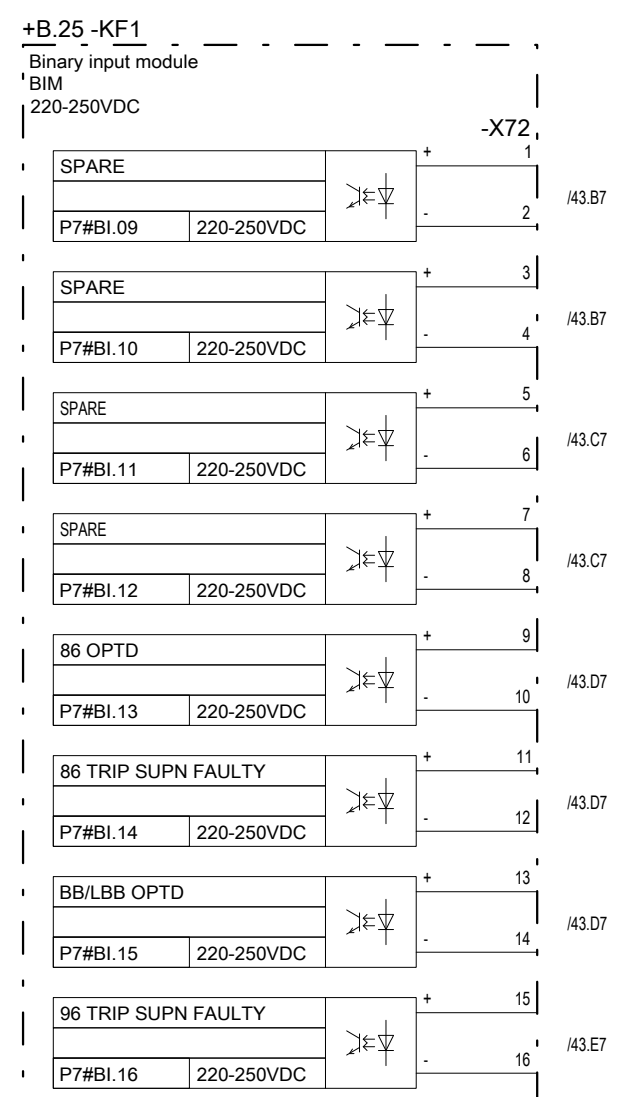 +B.25 -KF1
Binary input module
BIM
220-250VDC
-X72
SPARE
+ 1
/43.B7
- 2
P7#BI.09 220-250VDC
SPARE
+ 3
/43.B7
- 4
P7#BI.10 220-250VDC
SPARE
+ 5
/43.C7
- 6
P7#BI.11 220-250VDC
SPARE
+ 7
/43.C7
- 8
P7#BI.12 220-250VDC
86 OPTD
+ 9
/43.D7
- 10
P7#BI.13 220-250VDC
86 TRIP SUPN FAULTY
+ 11
/43.D7
- 12
P7#BI.14 220-250VDC
BB/LBB OPTD
+ 13
/43.D7
- 14
P7#BI.15 220-250VDC
96 TRIP SUPN FAULTY
+ 15
/43.E7
- 16
P7#BI.16 220-250VDC